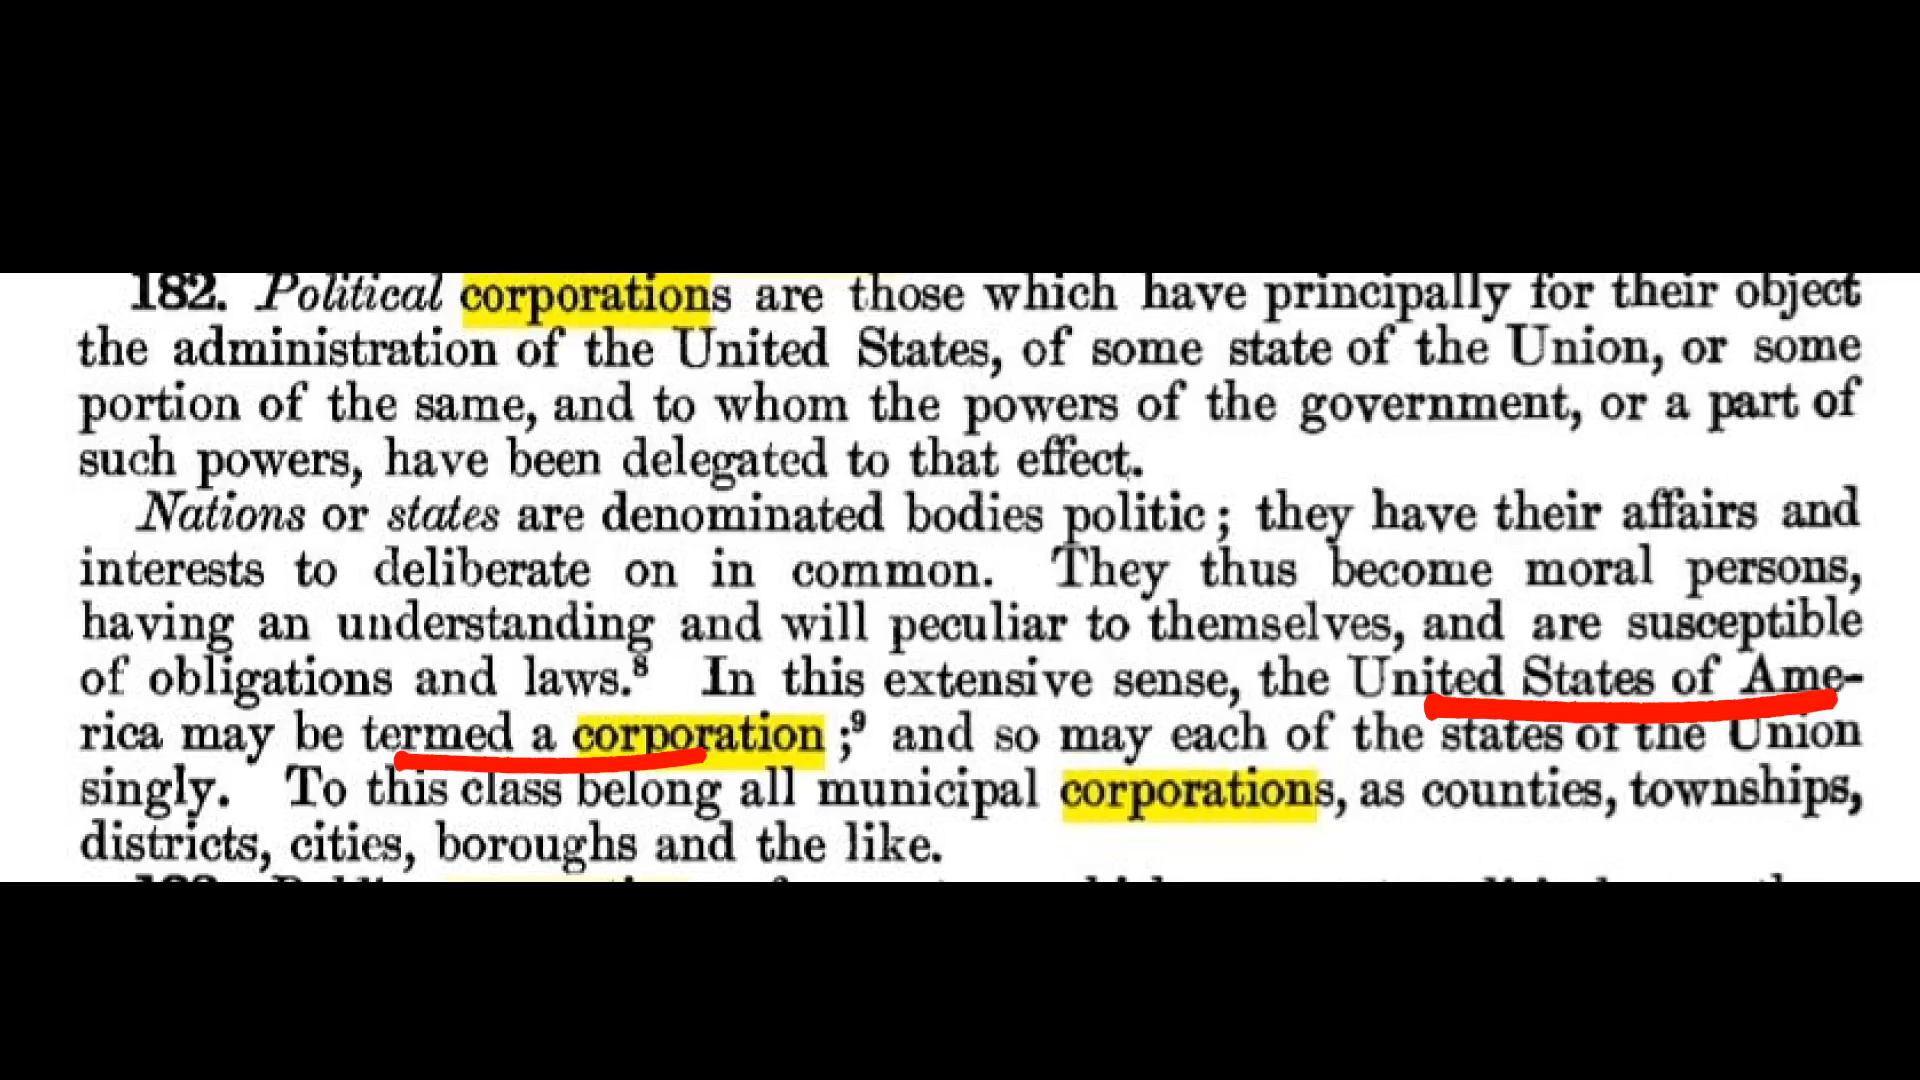 182. Political corporations are those which have principally for their object
the administration of the United States, of some state of the Union, or some
portion of the same, and to whom the powers of the government, or a part of
such powers, have been delegated to that effect.
Nations or states are denominated bodies politic; they have their affairs and
interests to deliberate on in common. They thus become moral persons,
having an understanding and will peculiar to themselves, and are susceptible
of obligations and laws.⁸ In this extensive sense, the United States of Ame-
rica may be termed a corporation;⁹ and so may each of the states of the Union
singly. To this class belong all municipal corporations, as counties, townships,
districts, cities, boroughs and the like.